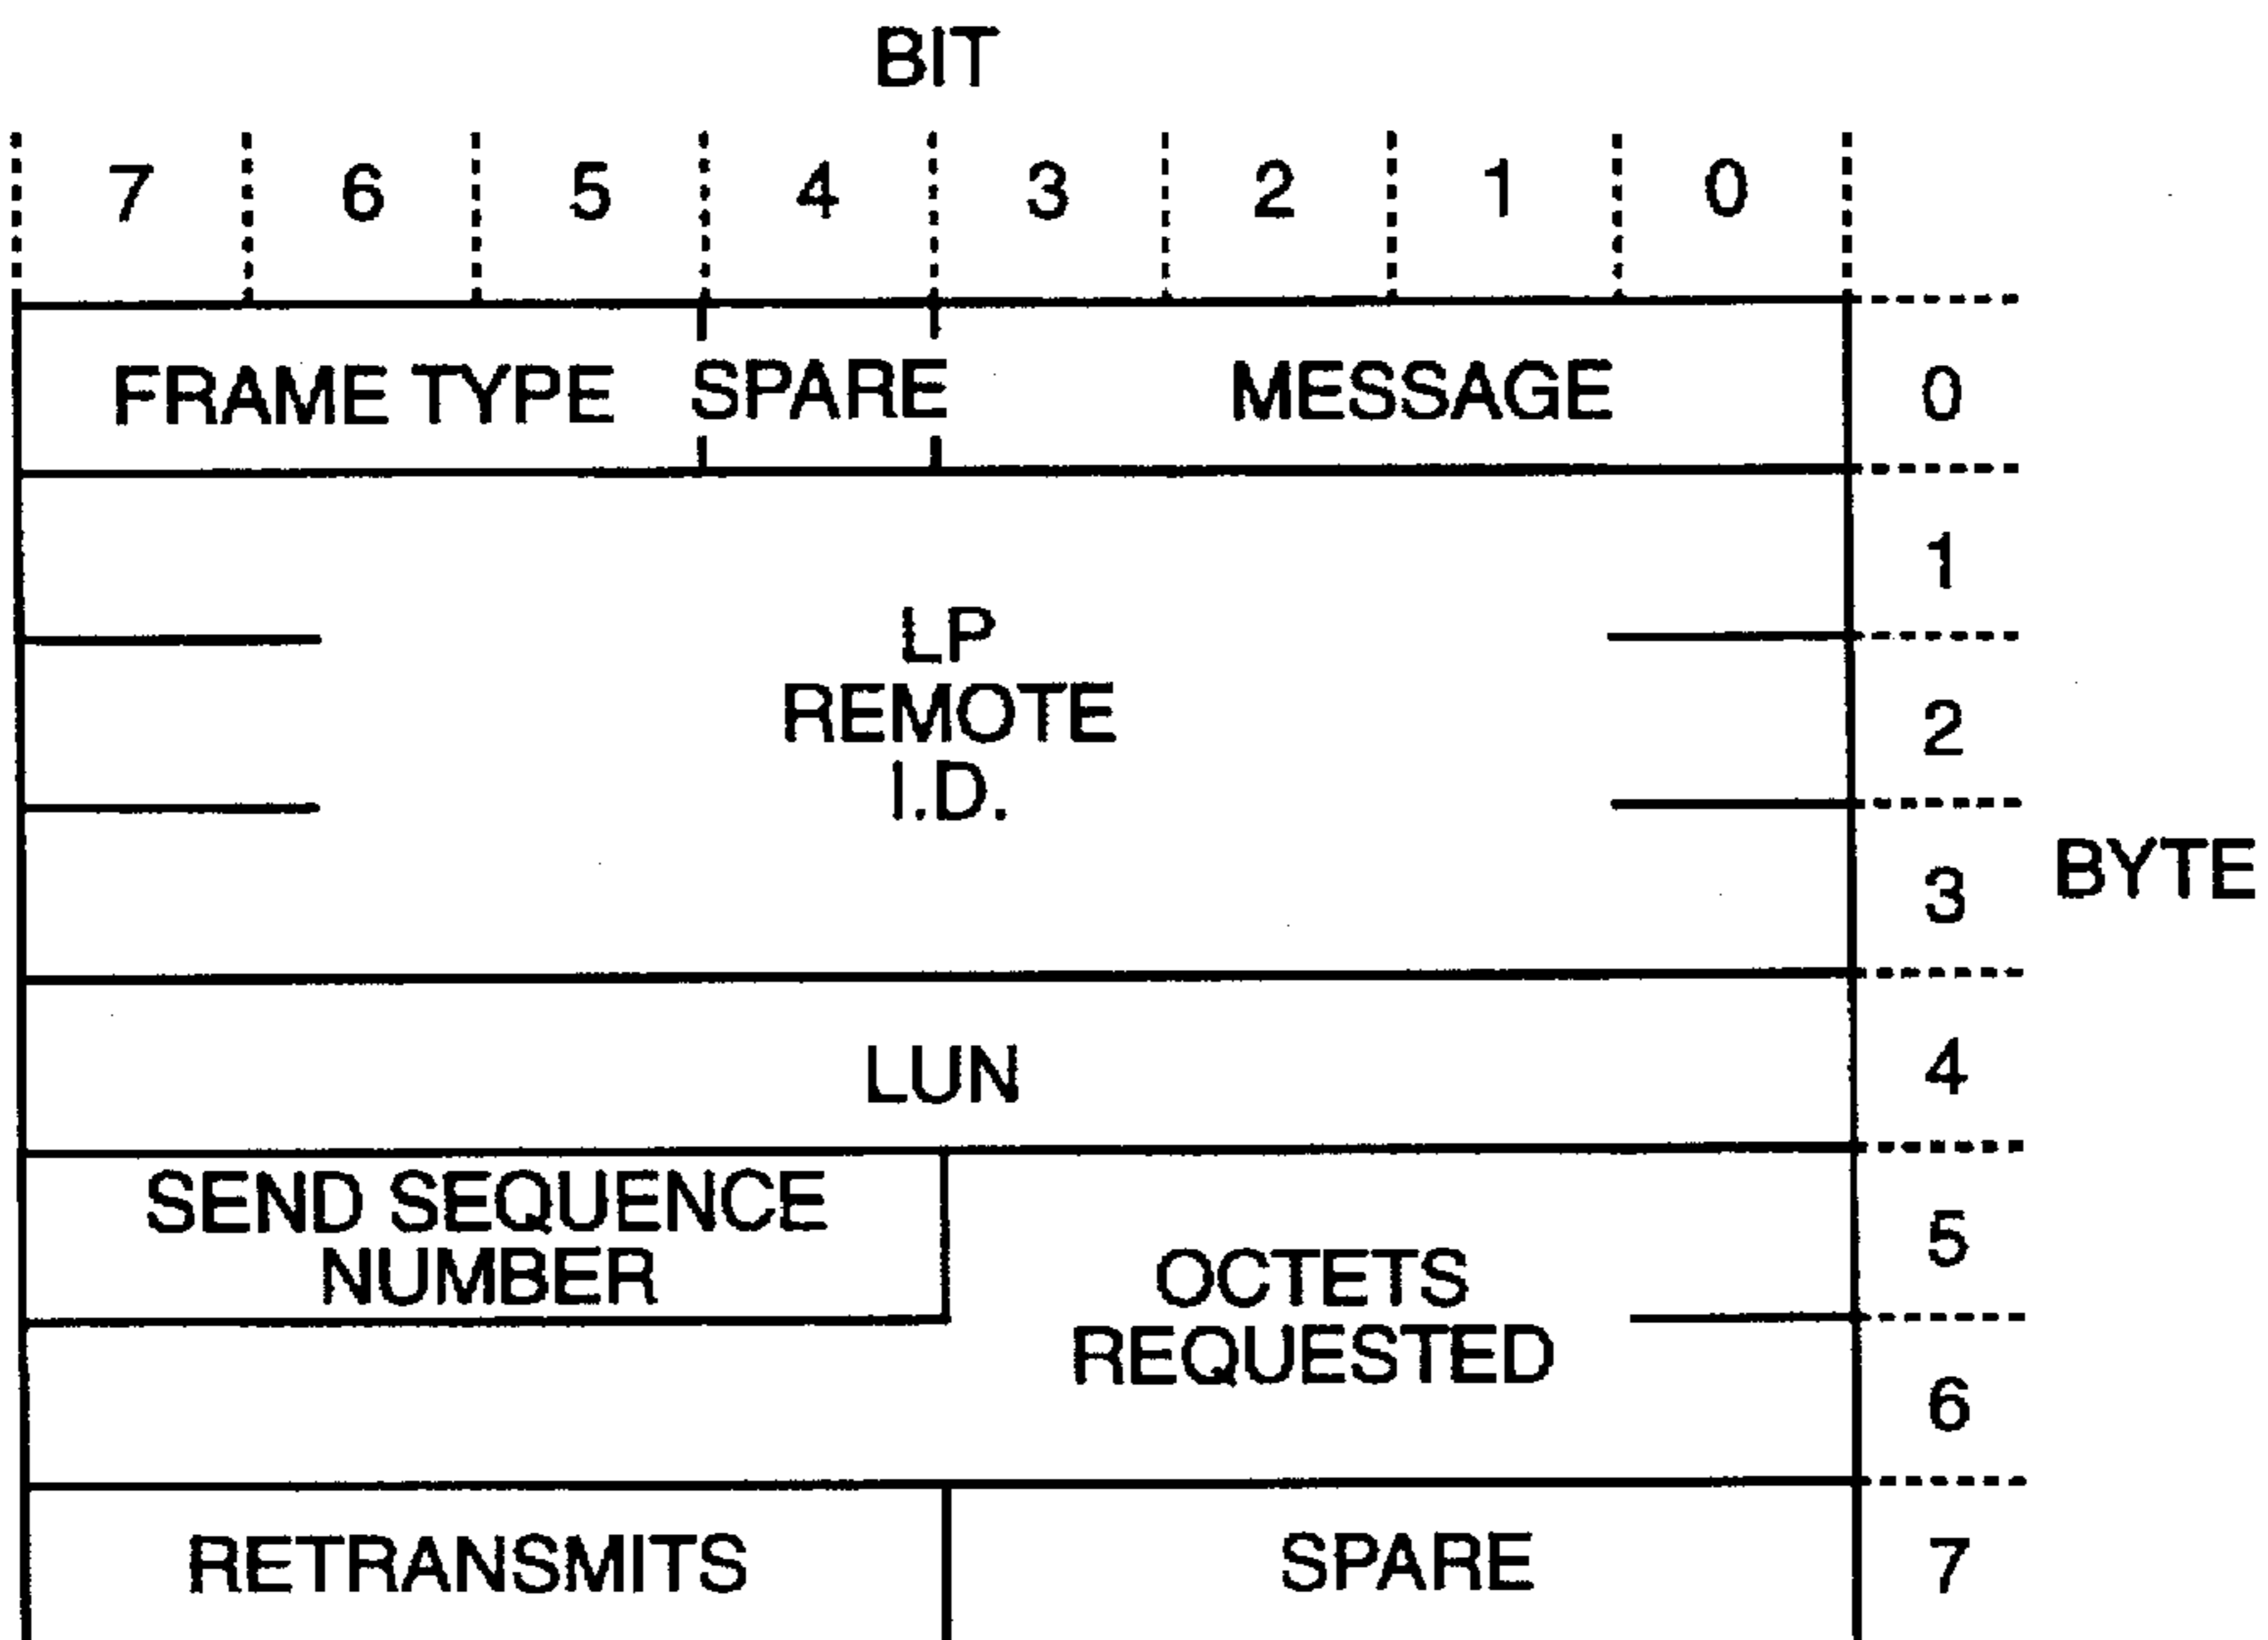 BIT
7 6 5 4 3 2 1 0
FRAME TYPE SPARE MESSAGE 0
1
LP
REMOTE
I.D.
2
3
BYTE
LUN 4
SEND SEQUENCE
NUMBER
5
OCTETS
REQUESTED
6
RETRANSMITS SPARE 7